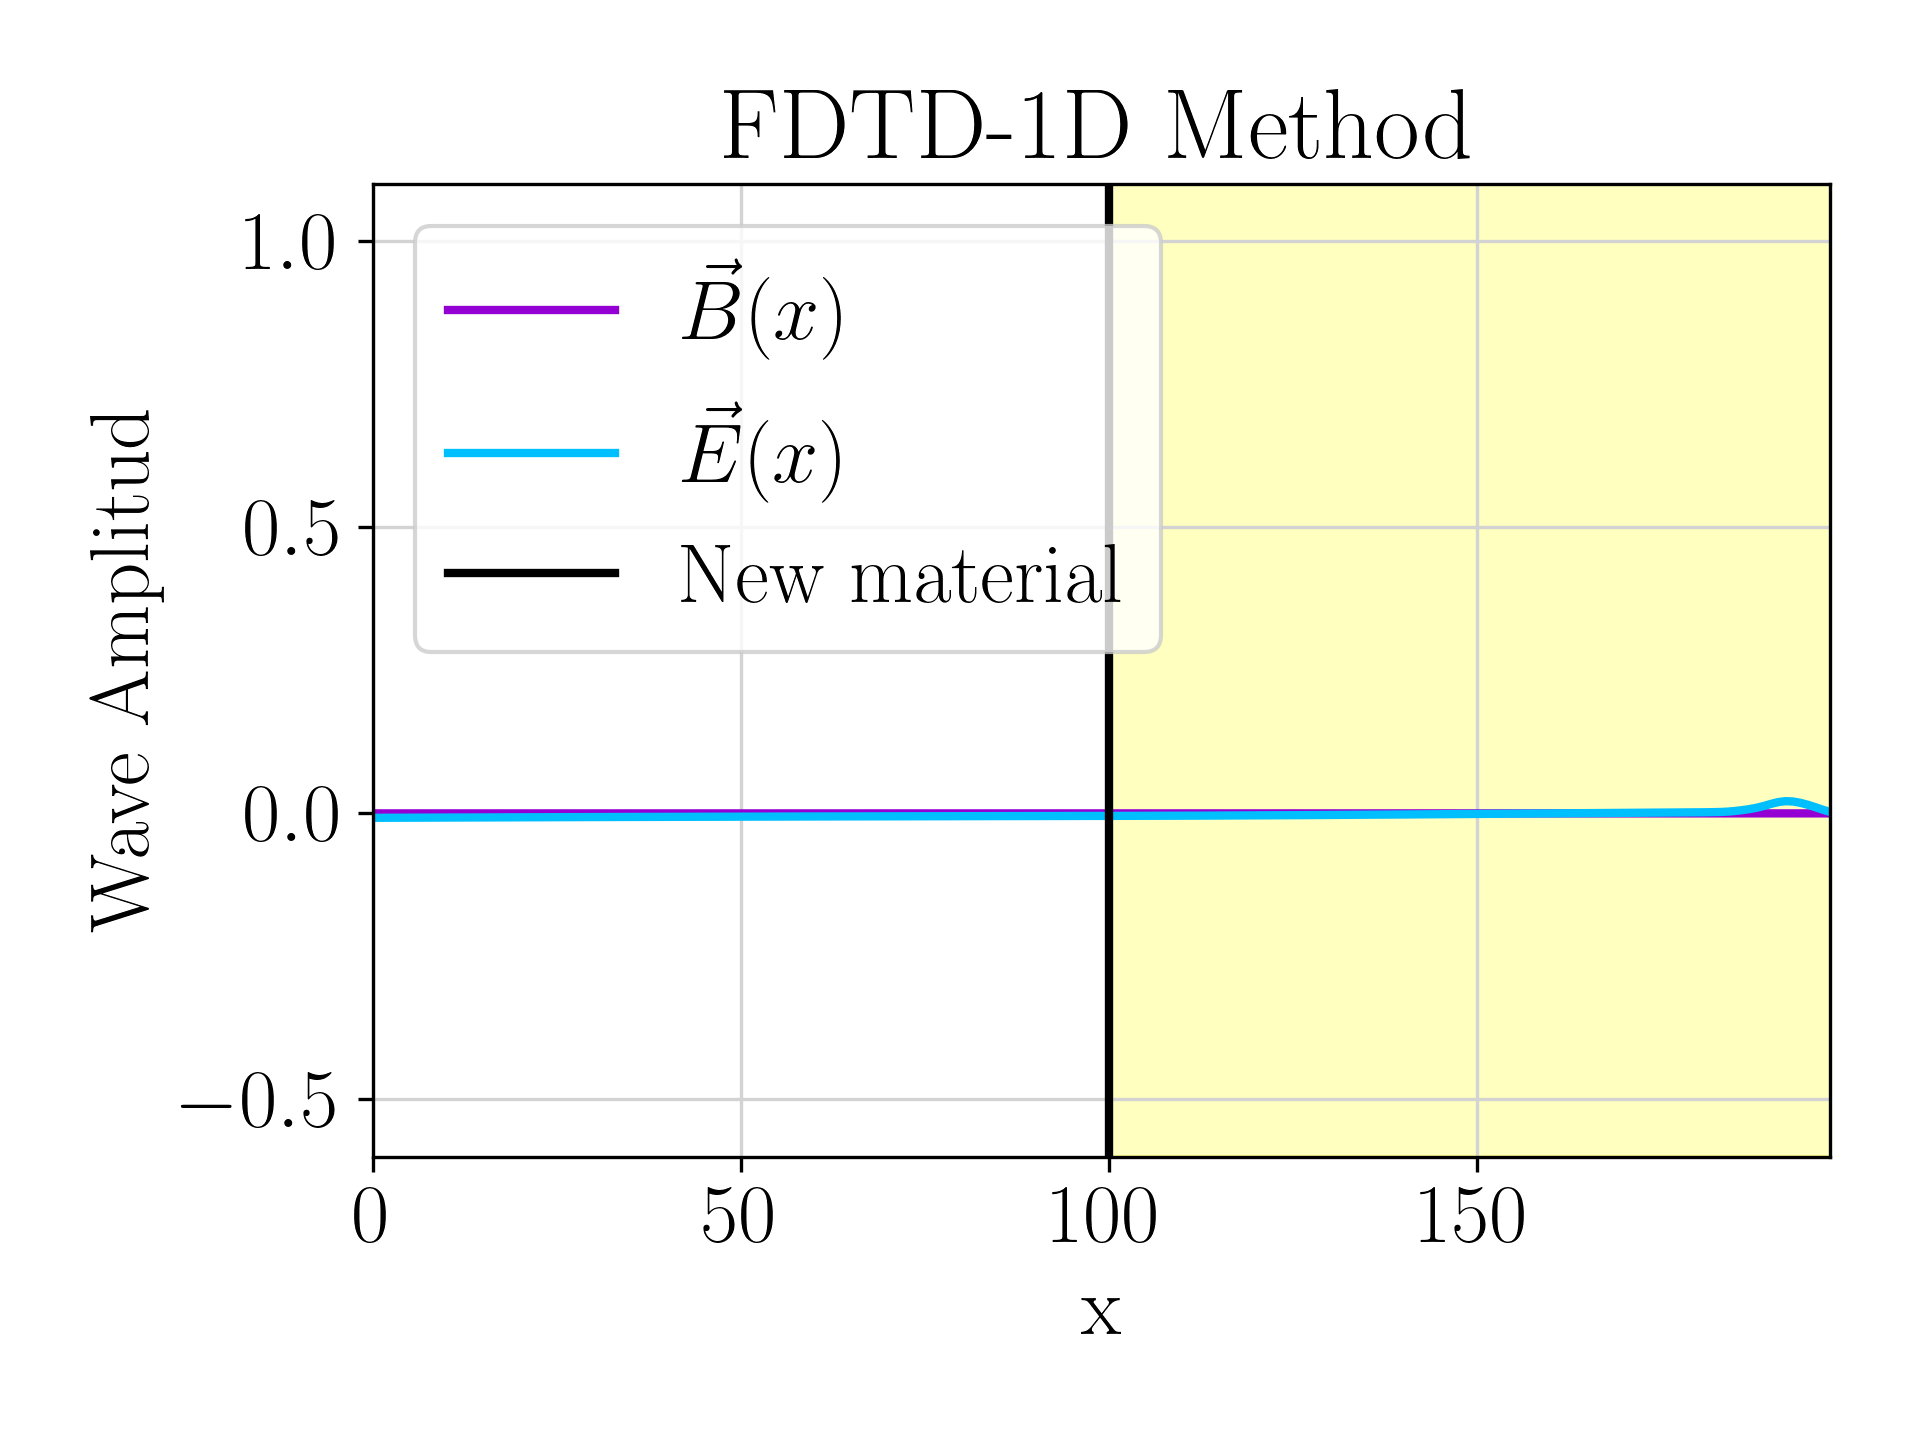 FDTD-1D Method
1.0
0.5
0.0
−0.5
Wave Amplitud
B⃗(x)
E⃗(x)
New material
0 50 100 150
x